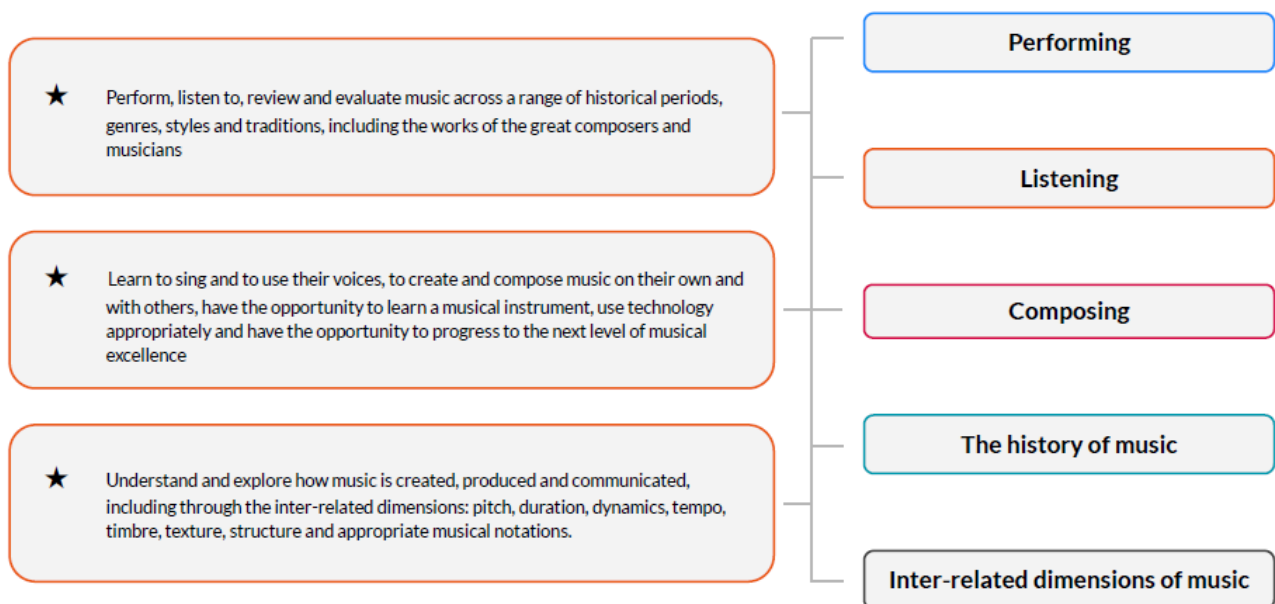 ★ Perform, listen to, review and evaluate music across a range of historical periods,
genres, styles and traditions, including the works of the great composers and
musicians
★ Learn to sing and to use their voices, to create and compose music on their own and
with others, have the opportunity to learn a musical instrument, use technology
appropriately and have the opportunity to progress to the next level of musical
excellence
★ Understand and explore how music is created, produced and communicated,
including through the inter-related dimensions: pitch, duration, dynamics, tempo,
timbre, texture, structure and appropriate musical notations.
Performing
Listening
Composing
The history of music
Inter-related dimensions of music